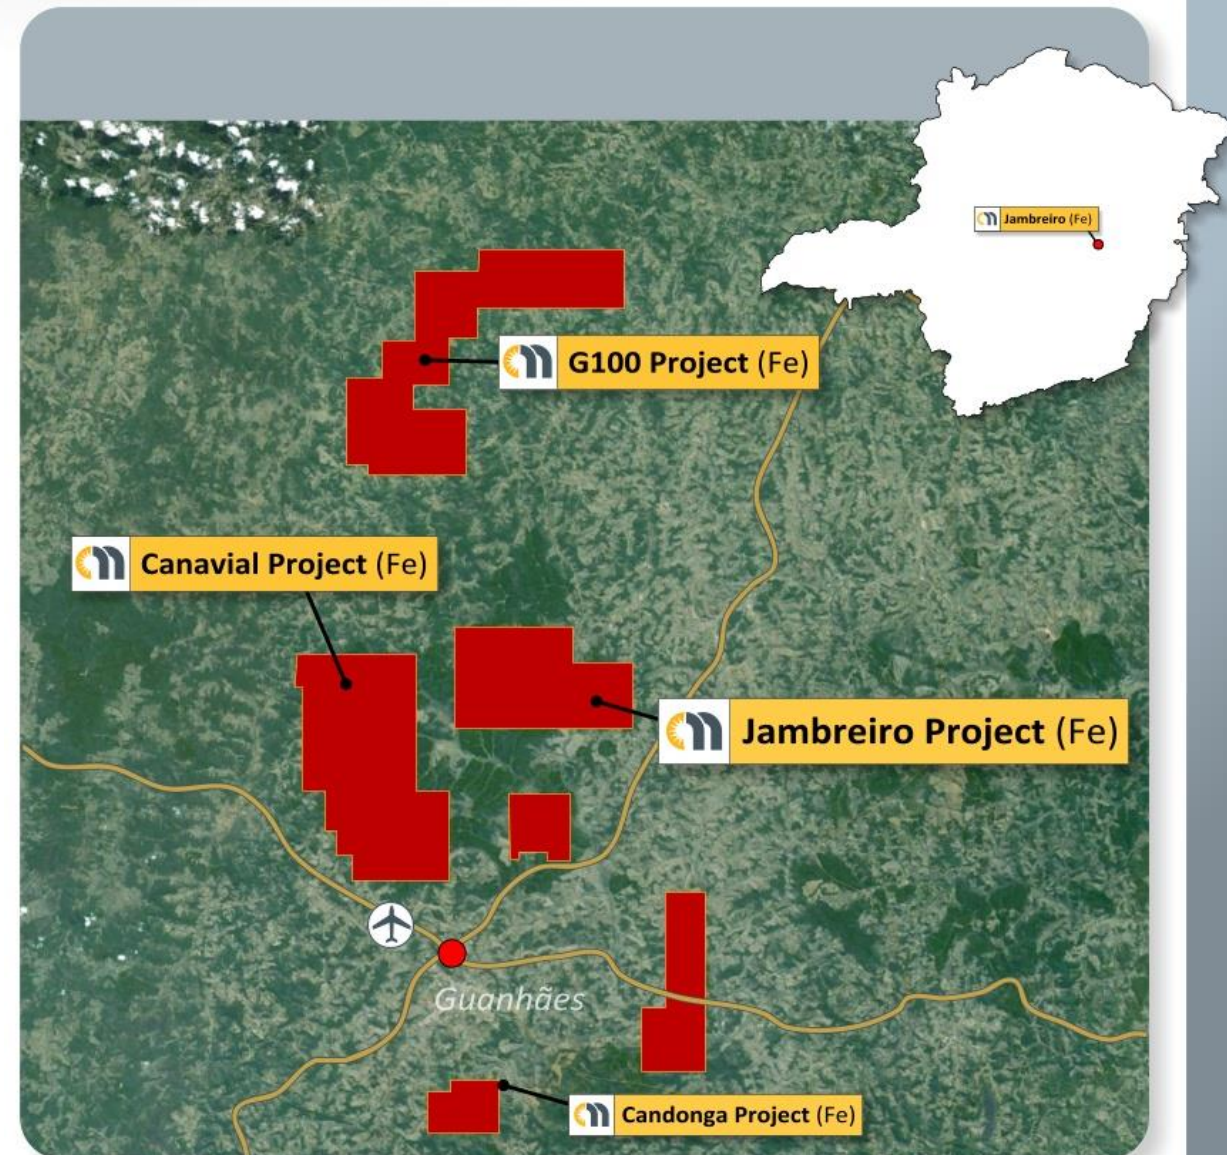 Jambreiro (Fe)
G100 Project (Fe)
Canavial Project (Fe)
Jambreiro Project (Fe)
Guanhães
Candonga Project (Fe)